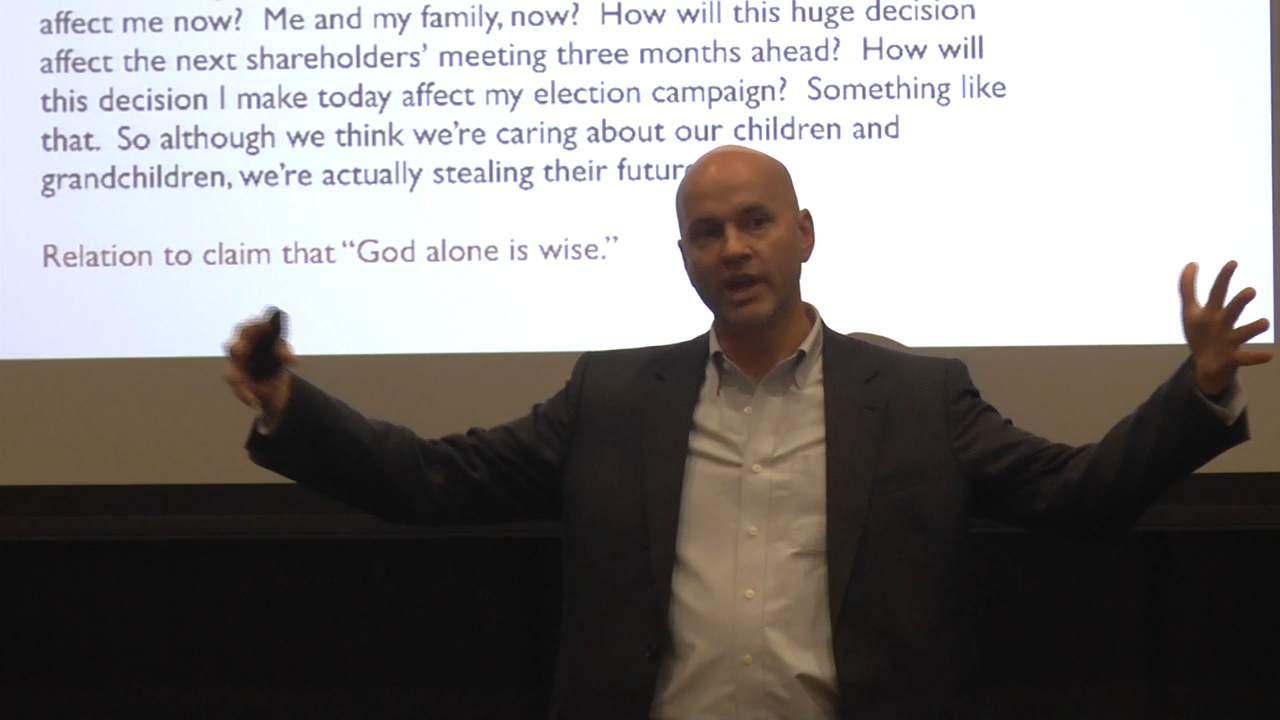 affect me now? Me and my family, now? How will this huge decision
affect the next shareholders' meeting three months ahead? How will
this decision I make today affect my election campaign? Something like
that. So although we think we're caring about our children and
grandchildren, we're actually stealing their
Relation to claim that “God alone is wise.”